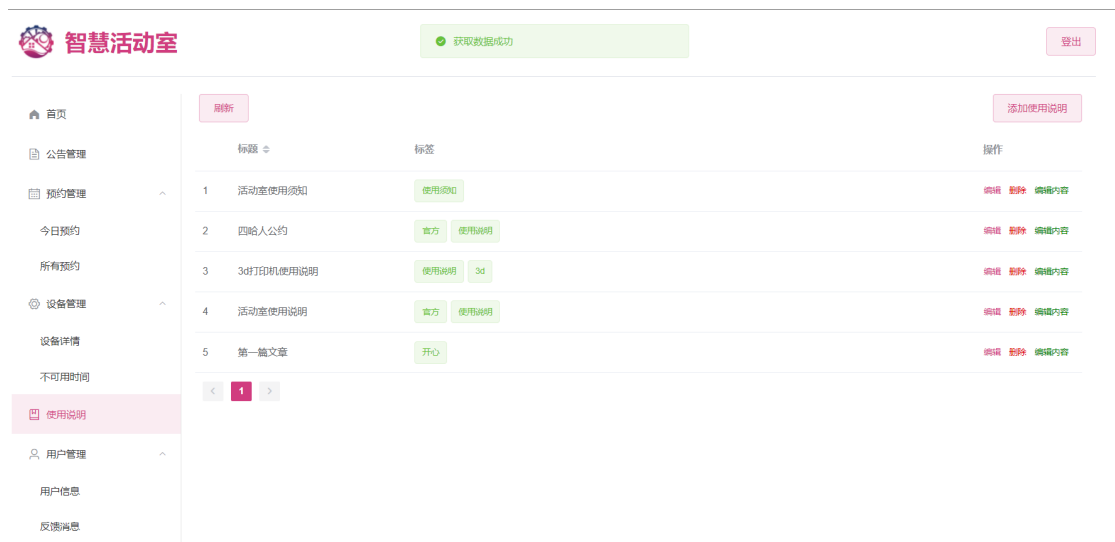 智慧活动室
获取数据成功
登出
首页
公告管理
预约管理
今日预约
所有预约
设备管理
设备详情
不可用时间
使用说明
用户管理
用户信息
反馈消息
刷新
添加使用说明
标题 标签 操作
1 活动室使用须知 使用须知 编辑 删除 编辑内容
2 四哈人公约 官方 使用说明 编辑 删除 编辑内容
3 3d打印机使用说明 使用说明 3d 编辑 删除 编辑内容
4 活动室使用说明 官方 使用说明 编辑 删除 编辑内容
5 第一篇文章 开心 编辑 删除 编辑内容
< 1 >